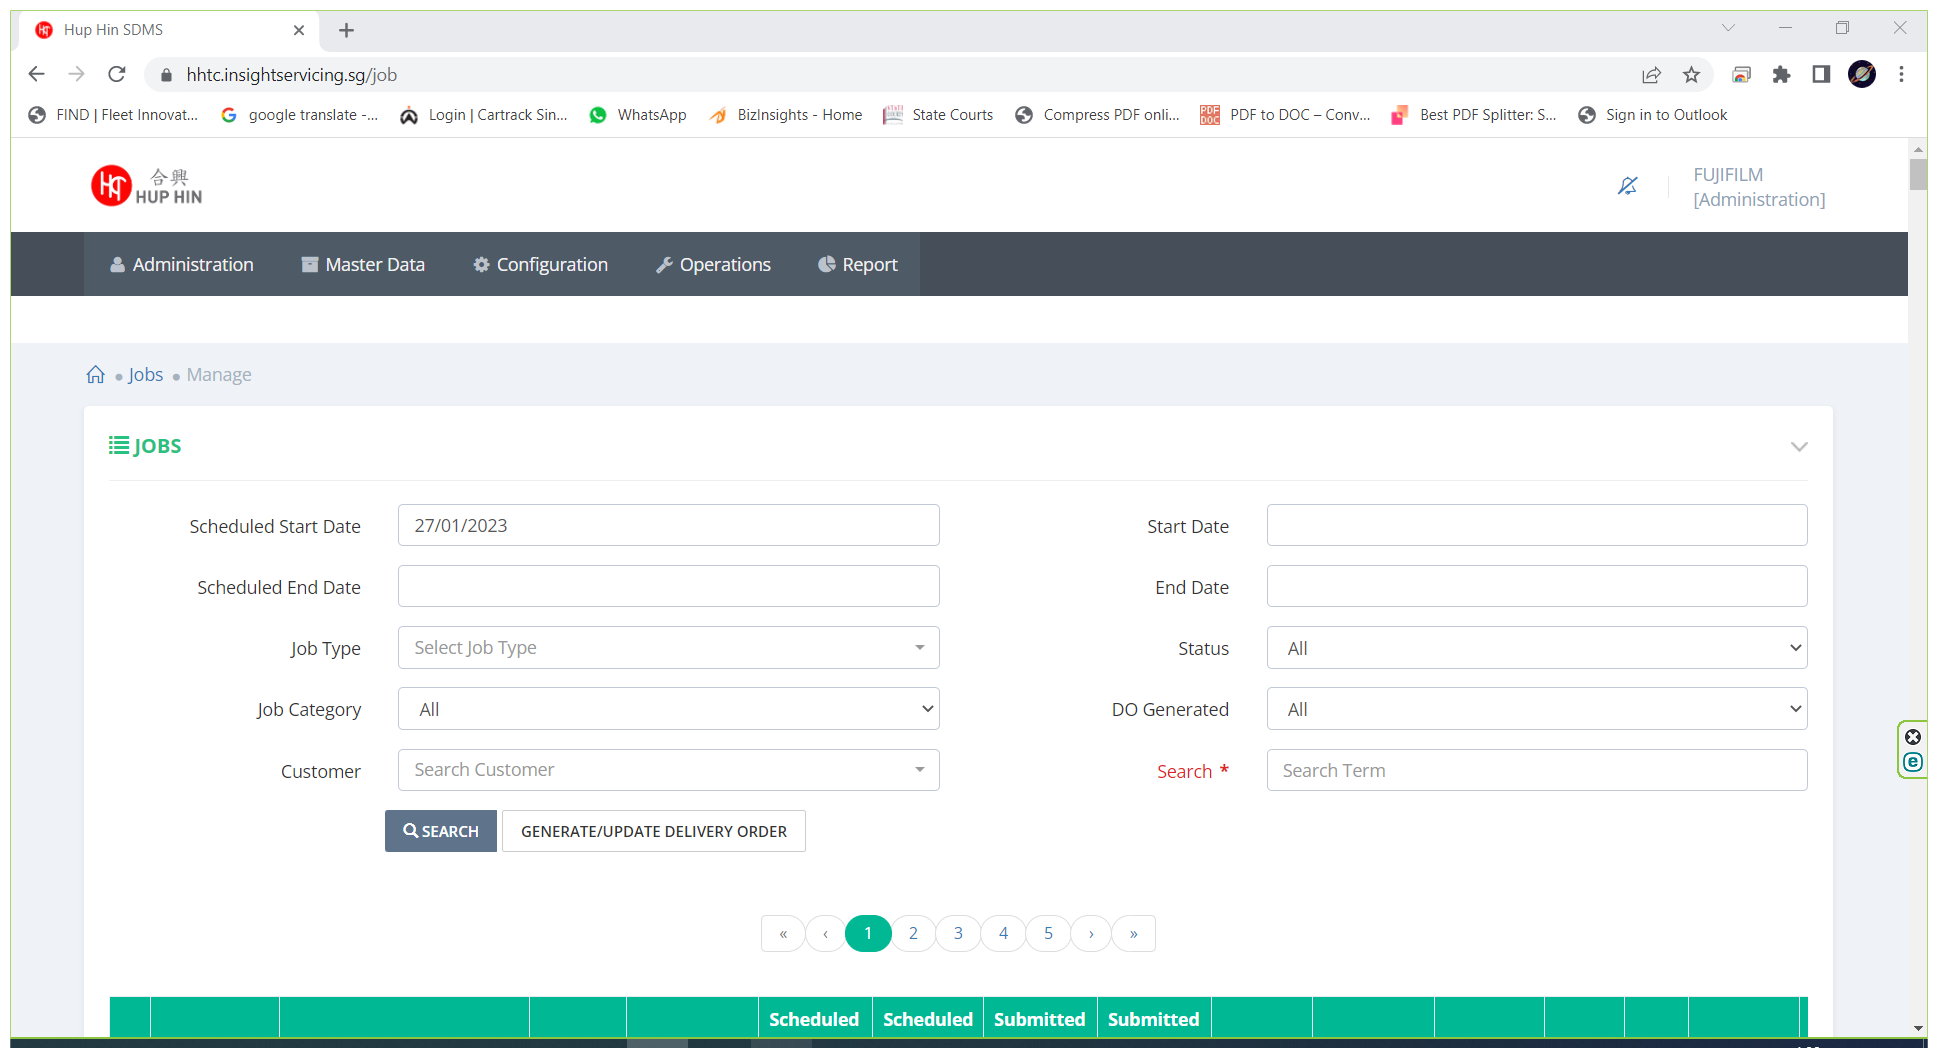 Hup Hin SDMS
hhtc.insightservicing.sg/job
FIND | Fleet Innovat... google translate -... Login | Cartrack Sin... WhatsApp BizInsights - Home State Courts Compress PDF onli... PDF to DOC – Conv... Best PDF Splitter: S... Sign in to Outlook
合興
HUP HIN
FUJIFILM
[Administration]
Administration Master Data Configuration Operations Report
Jobs Manage
JOBS
Scheduled Start Date 27/01/2023 Start Date
Scheduled End Date End Date
Job Type Select Job Type Status All
Job Category All DO Generated All
Customer Search Customer Search * Search Term
SEARCH GENERATE/UPDATE DELIVERY ORDER
« ‹ 1 2 3 4 5 › »
Scheduled Scheduled Submitted Submitted